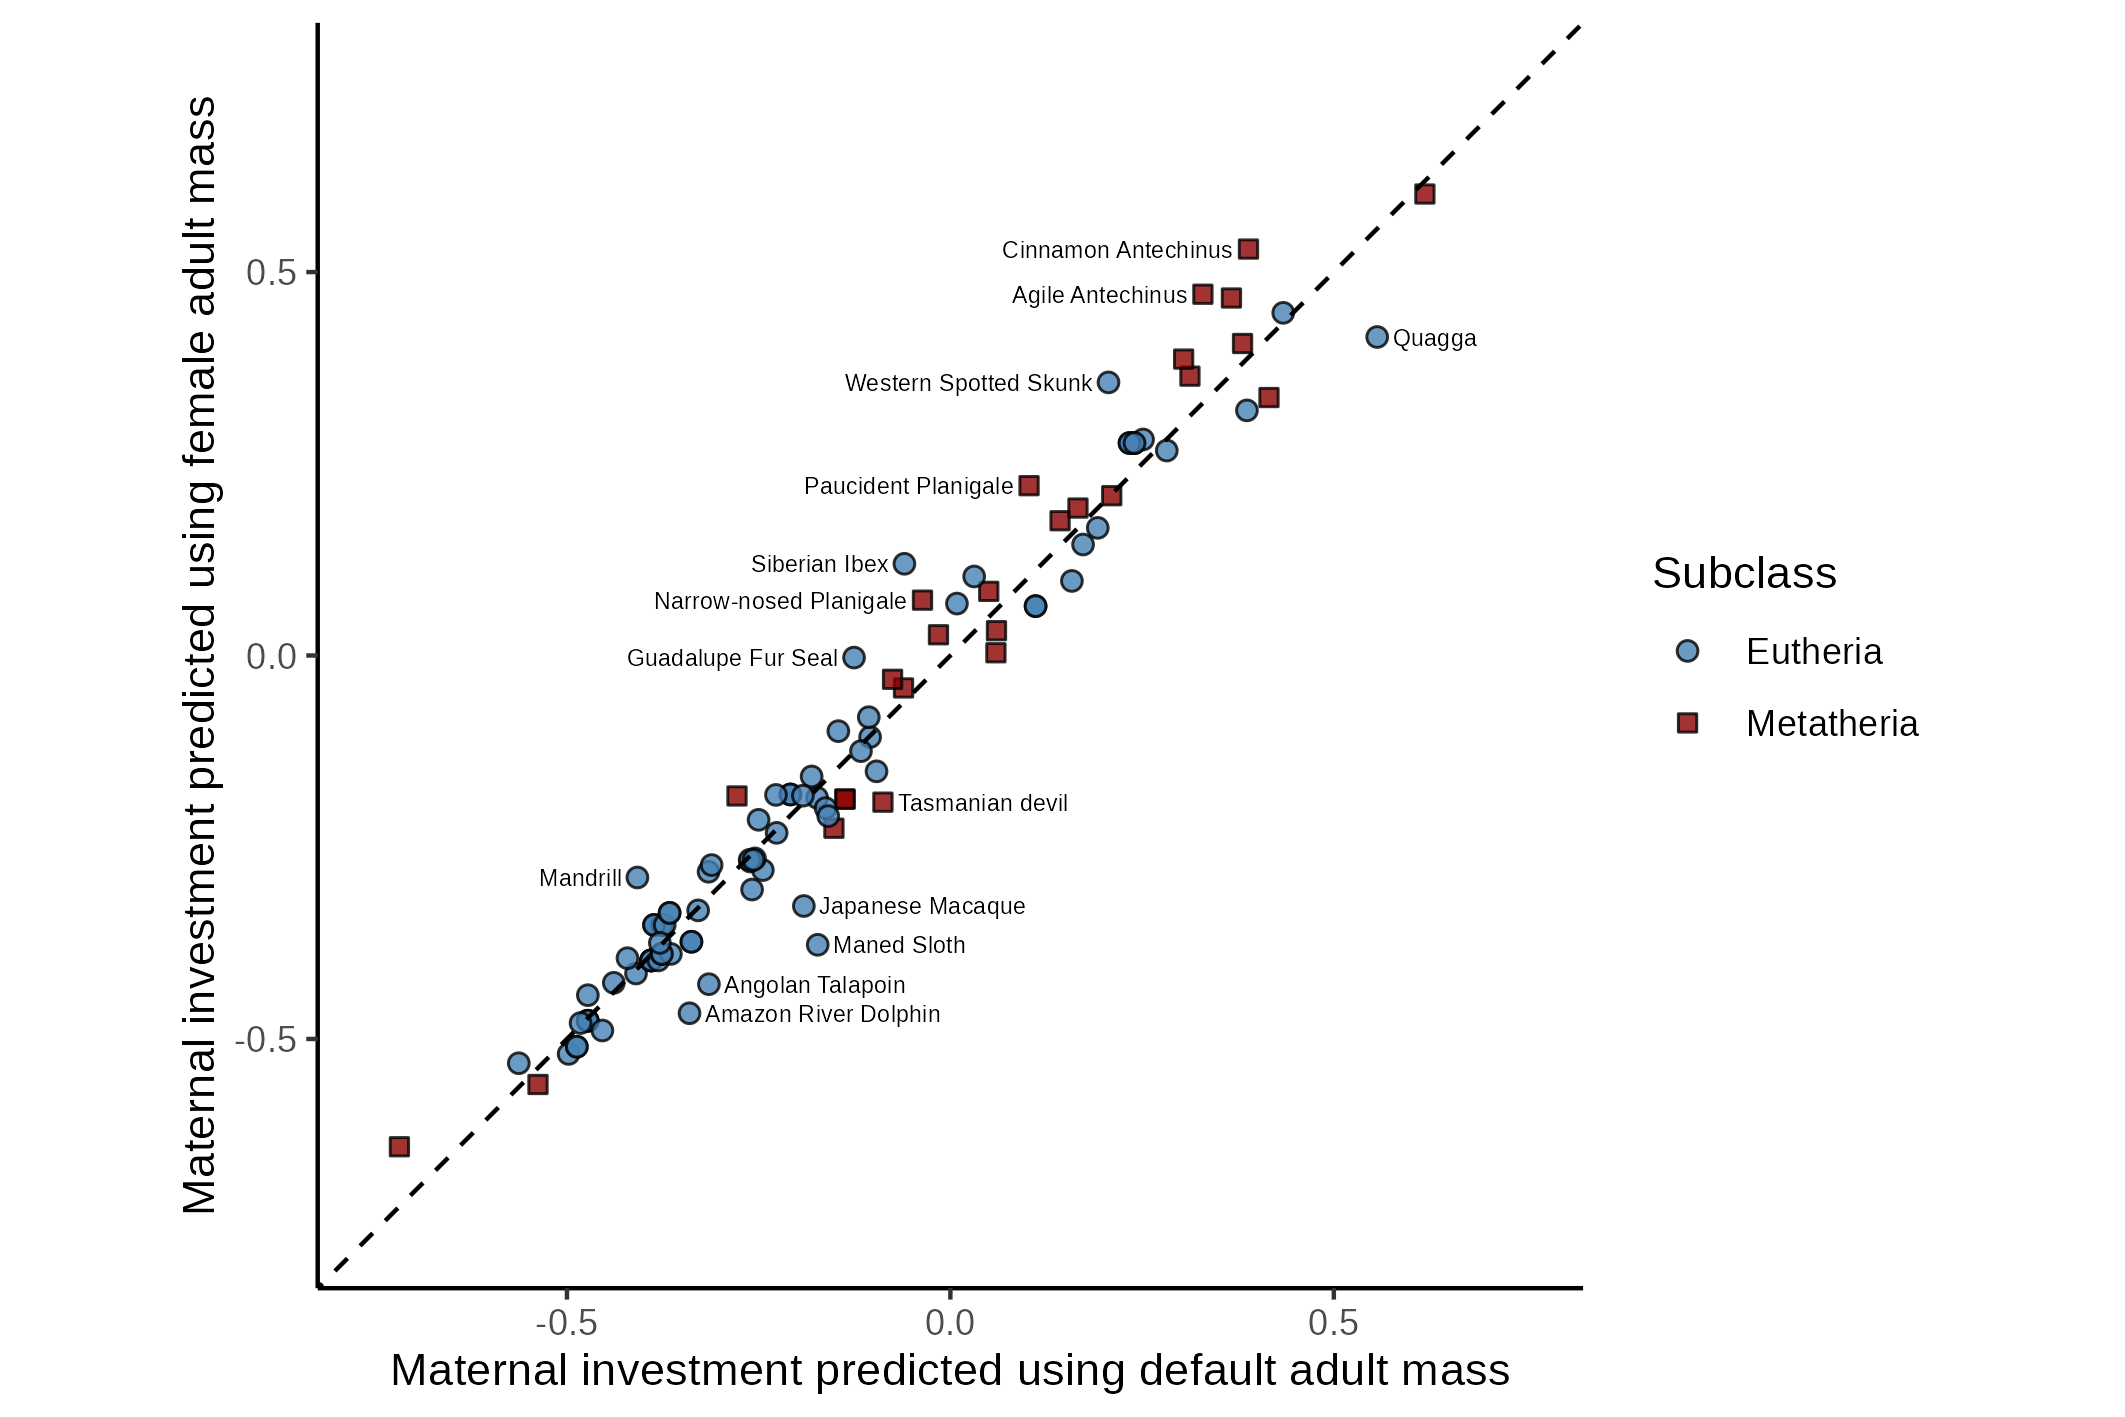 Maternal investment predicted using female adult mass
0.5
0.0
-0.5
Cinnamon Antechinus
Agile Antechinus
Quagga
Western Spotted Skunk
Paucident Planigale
Siberian Ibex
Narrow-nosed Planigale
Guadalupe Fur Seal
Tasmanian devil
Mandrill
Japanese Macaque
Maned Sloth
Angolan Talapoin
Amazon River Dolphin
-0.5
0.0
0.5
Maternal investment predicted using default adult mass
Subclass
Eutheria
Metatheria